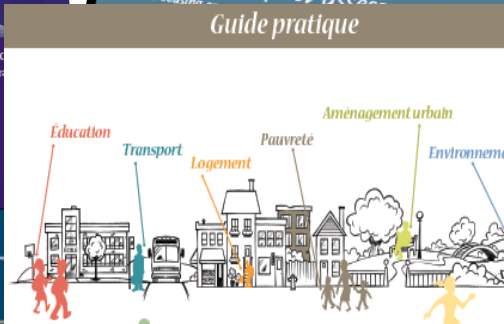 Guide pratique
Aménagement urbain
Éducation
Pauvreté
Transport
Logement
Environneme